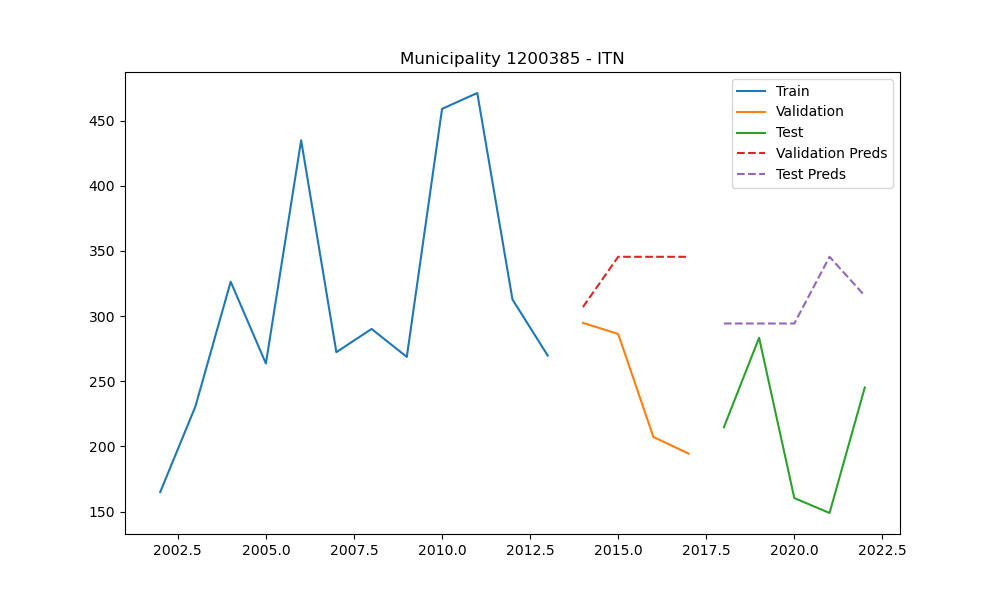 Municipality 1200385 - ITN
Train
Validation
Test
Validation Preds
Test Preds
450
400
350
300
250
200
150
2002.5 2005.0 2007.5 2010.0 2012.5 2015.0 2017.5 2020.0 2022.5